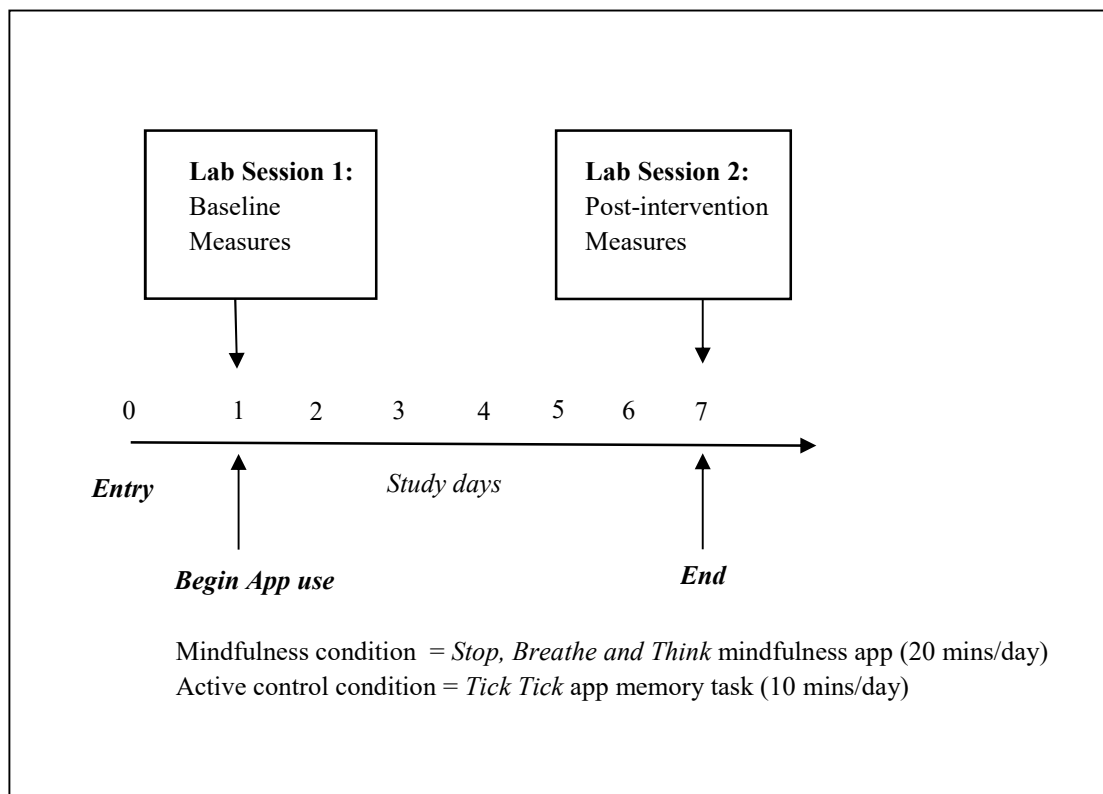 Lab Session 1:
Baseline
Measures
Lab Session 2:
Post-intervention
Measures
0 1 2 3 4 5 6 7
Entry
Study days
Begin App use
End
Mindfulness condition = Stop, Breathe and Think mindfulness app (20 mins/day)
Active control condition = Tick Tick app memory task (10 mins/day)